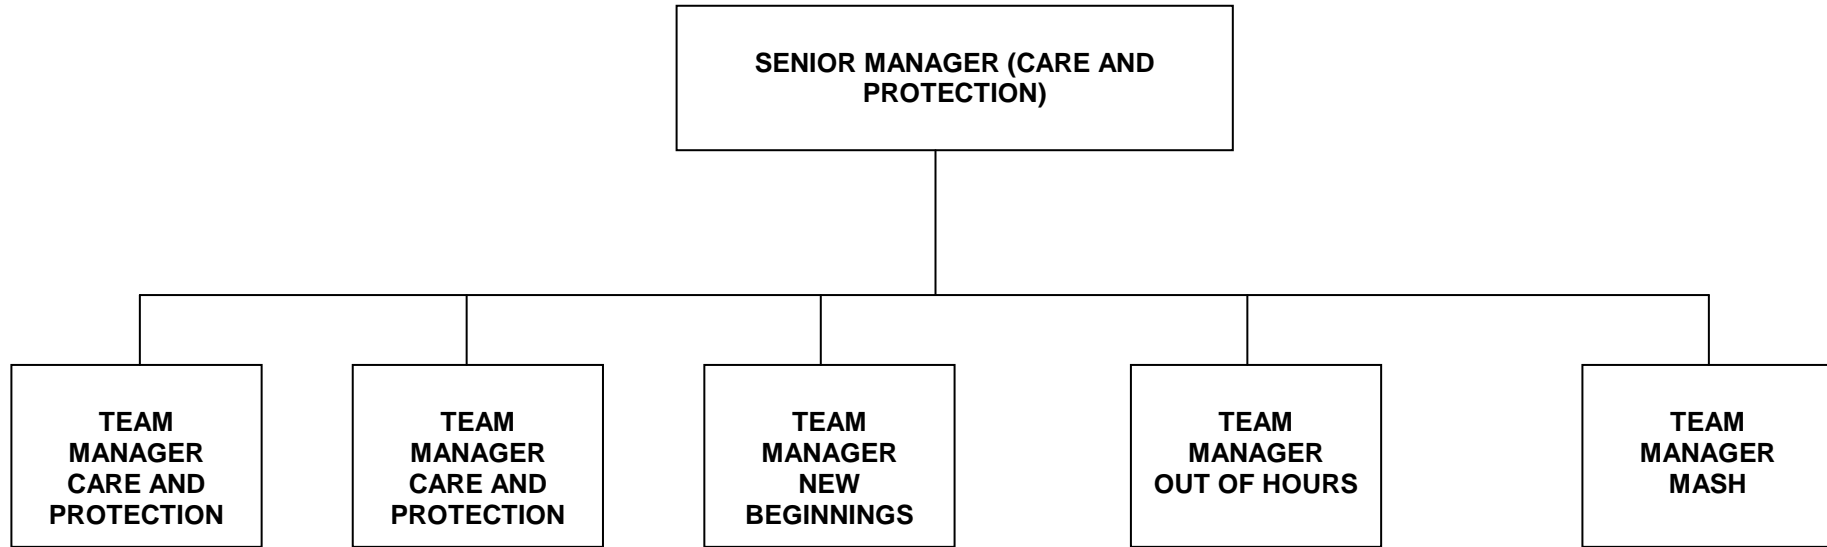 SENIOR MANAGER (CARE AND
PROTECTION)
TEAM
MANAGER
CARE AND
PROTECTION
TEAM
MANAGER
CARE AND
PROTECTION
TEAM
MANAGER
NEW
BEGINNINGS
TEAM
MANAGER
OUT OF HOURS
TEAM
MANAGER
MASH